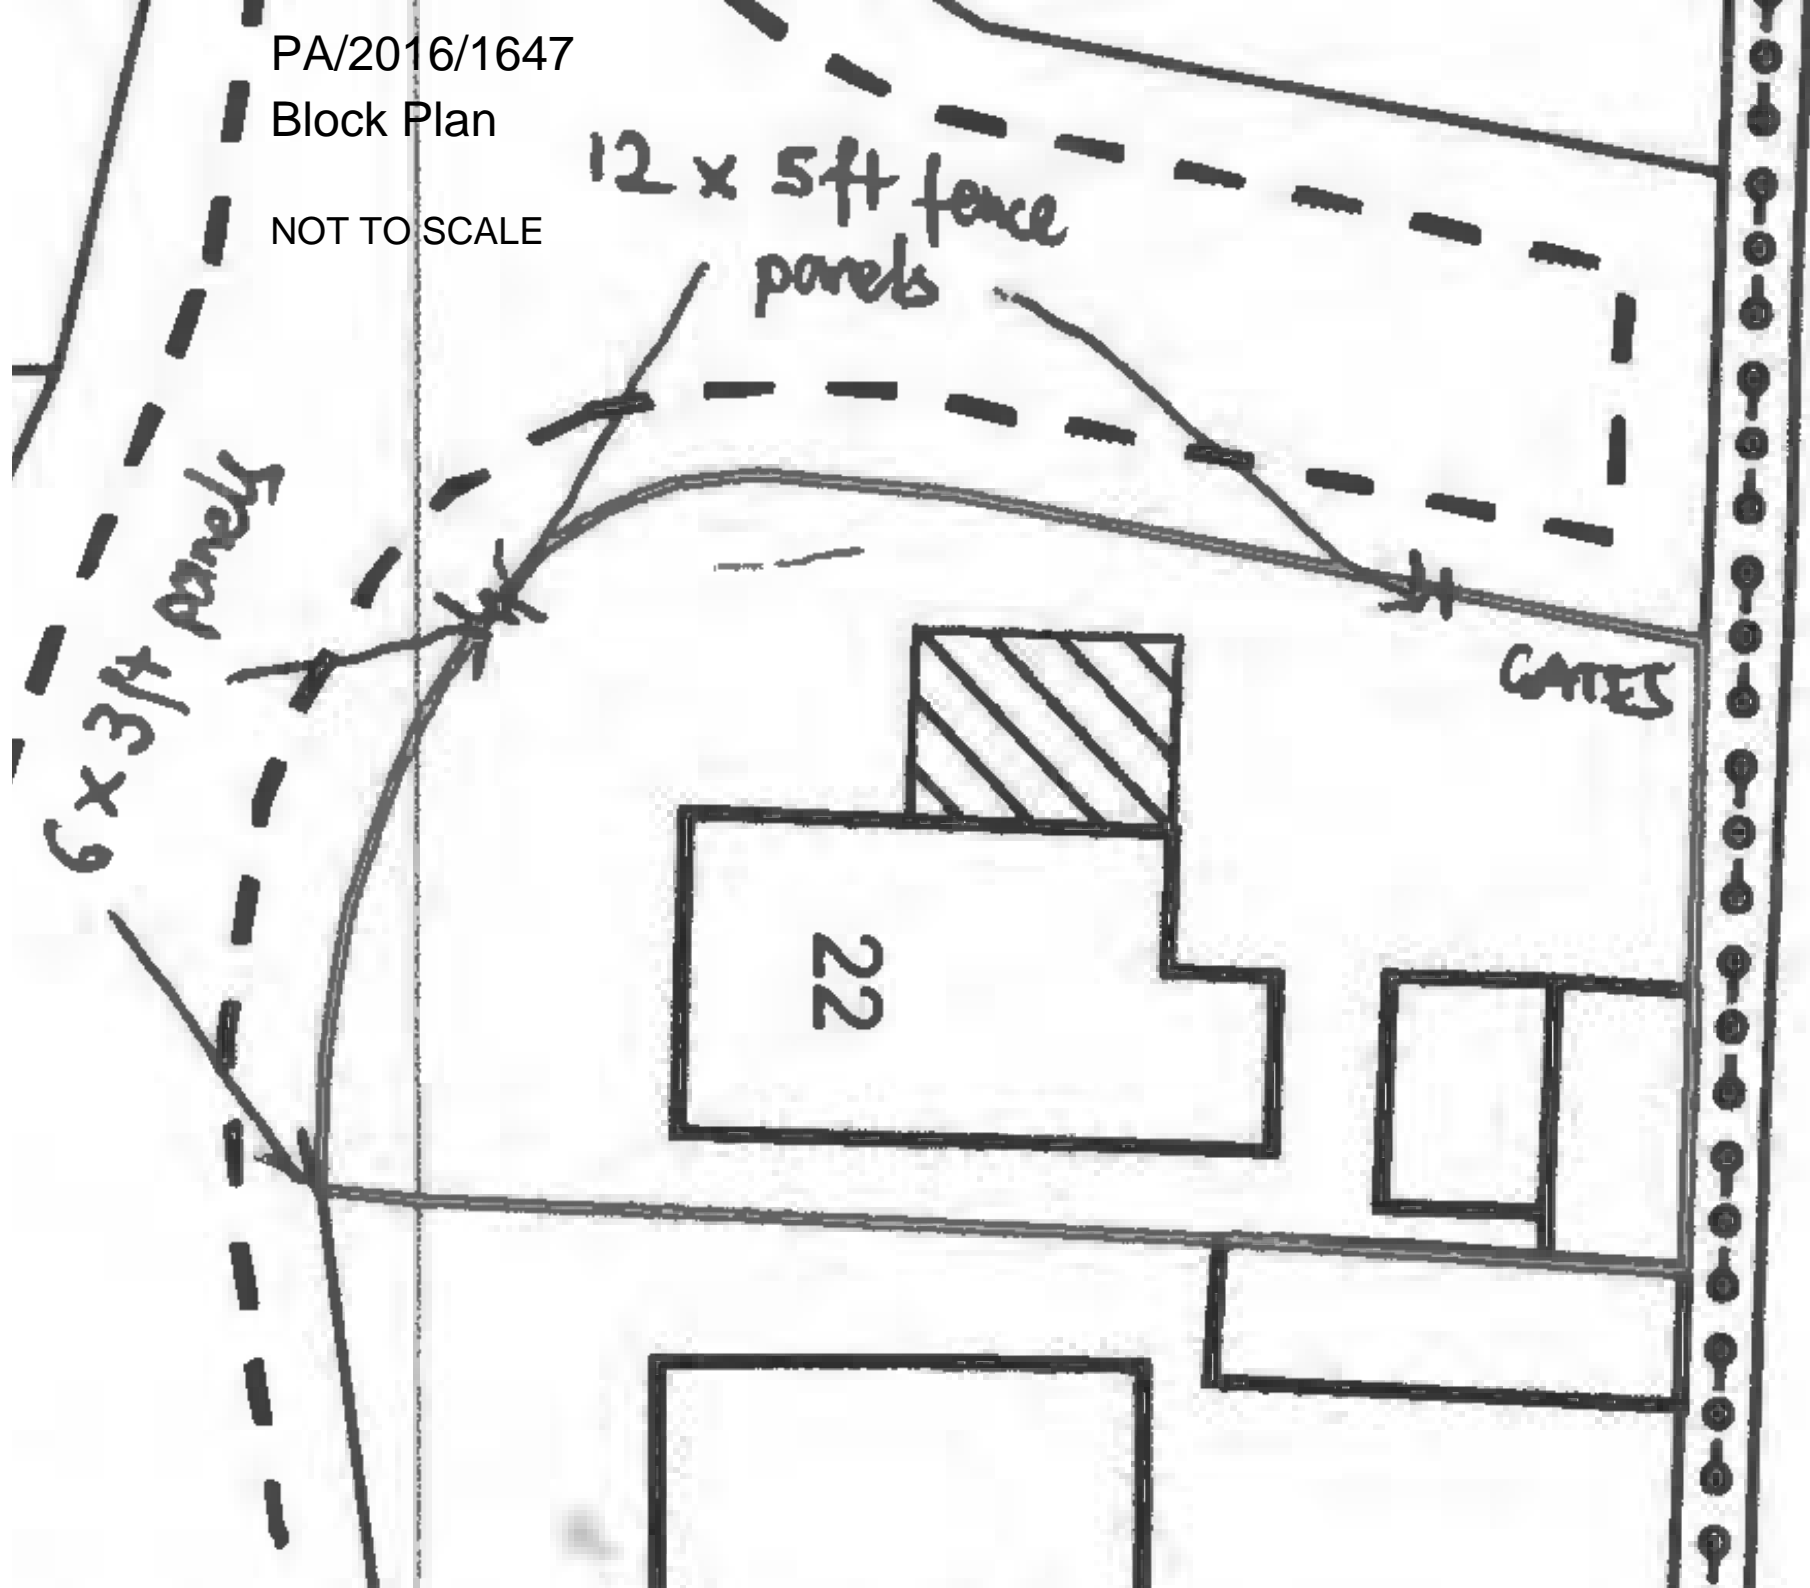 PA/2016/1647
Block Plan
NOT TO SCALE
12 x 5ft fence
panels
6 x 3ft panels
GATES
22